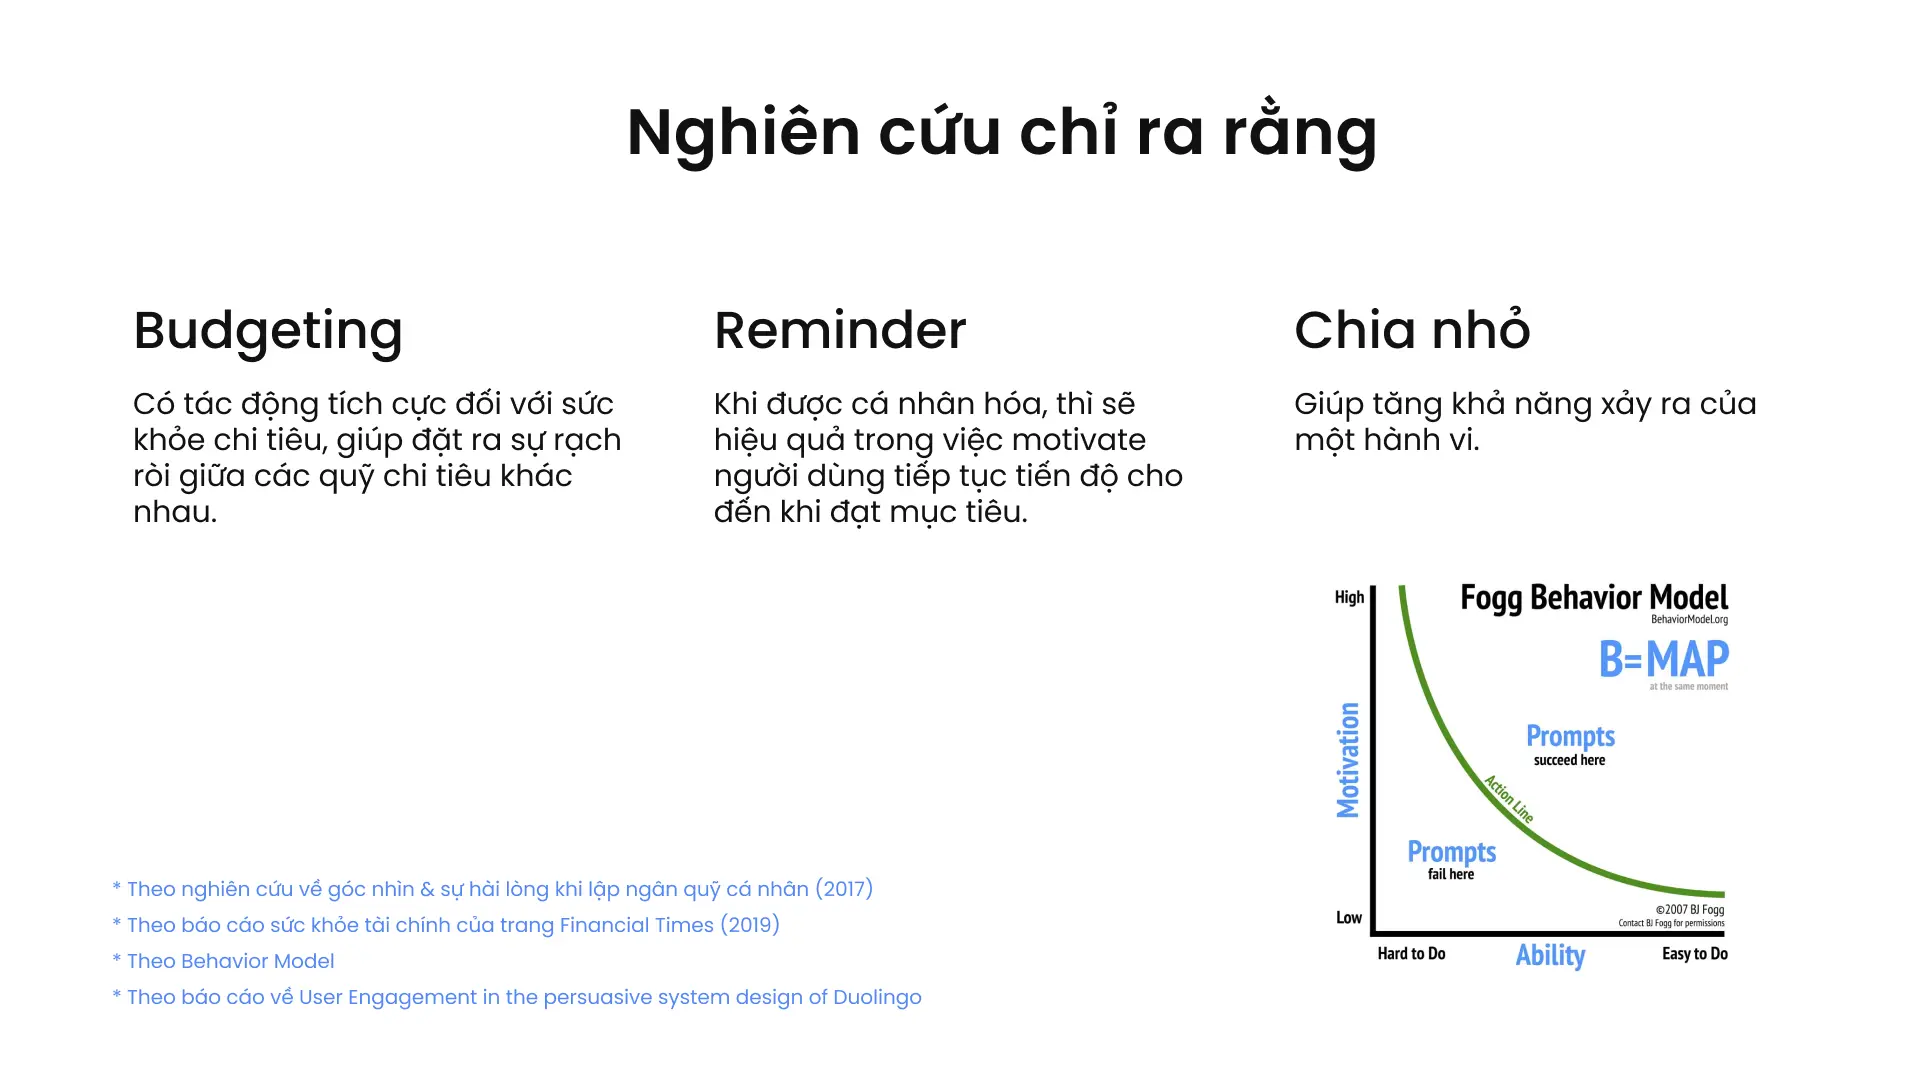 Nghiên cứu chỉ ra rằng
Budgeting
Có tác động tích cực đối với sức
khỏe chi tiêu, giúp đặt ra sự rạch
ròi giữa các quỹ chi tiêu khác
nhau.
Reminder
Khi được cá nhân hóa, thì sẽ
hiệu quả trong việc motivate
người dùng tiếp tục tiến độ cho
đến khi đạt mục tiêu.
Chia nhỏ
Giúp tăng khả năng xảy ra của
một hành vi.
Fogg Behavior Model
BehaviorModel.org
B=MAP
at the same moment
High
Motivation
Low
Prompts
succeed here
Action Line
Prompts
fail here
©2007 BJ Fogg
Contact BJ Fogg for permissions
Hard to Do
Ability
Easy to Do
* Theo nghiên cứu về góc nhìn & sự hài lòng khi lập ngân quỹ cá nhân (2017)
* Theo báo cáo sức khỏe tài chính của trang Financial Times (2019)
* Theo Behavior Model
* Theo báo cáo về User Engagement in the persuasive system design of Duolingo